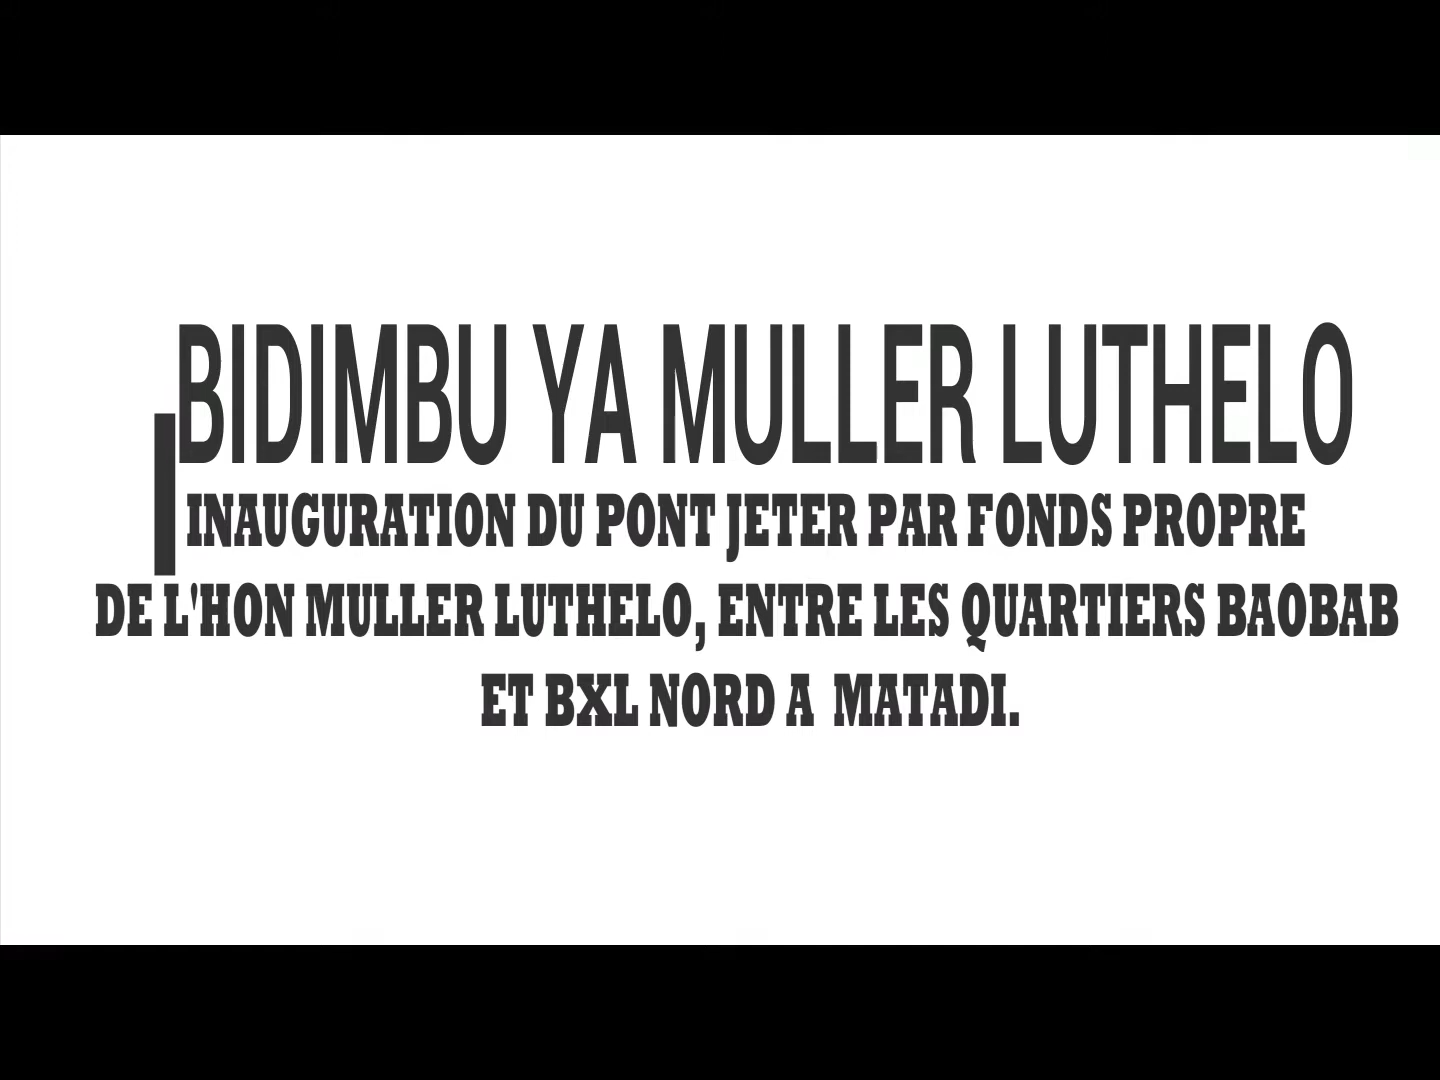 BIDIMBU YA MULLER LUTHELO
INAUGURATION DU PONT JETER PAR FONDS PROPRE
DE L'HON MULLER LUTHELO, ENTRE LES QUARTIERS BAOBAB
ET BXL NORD A MATADI.